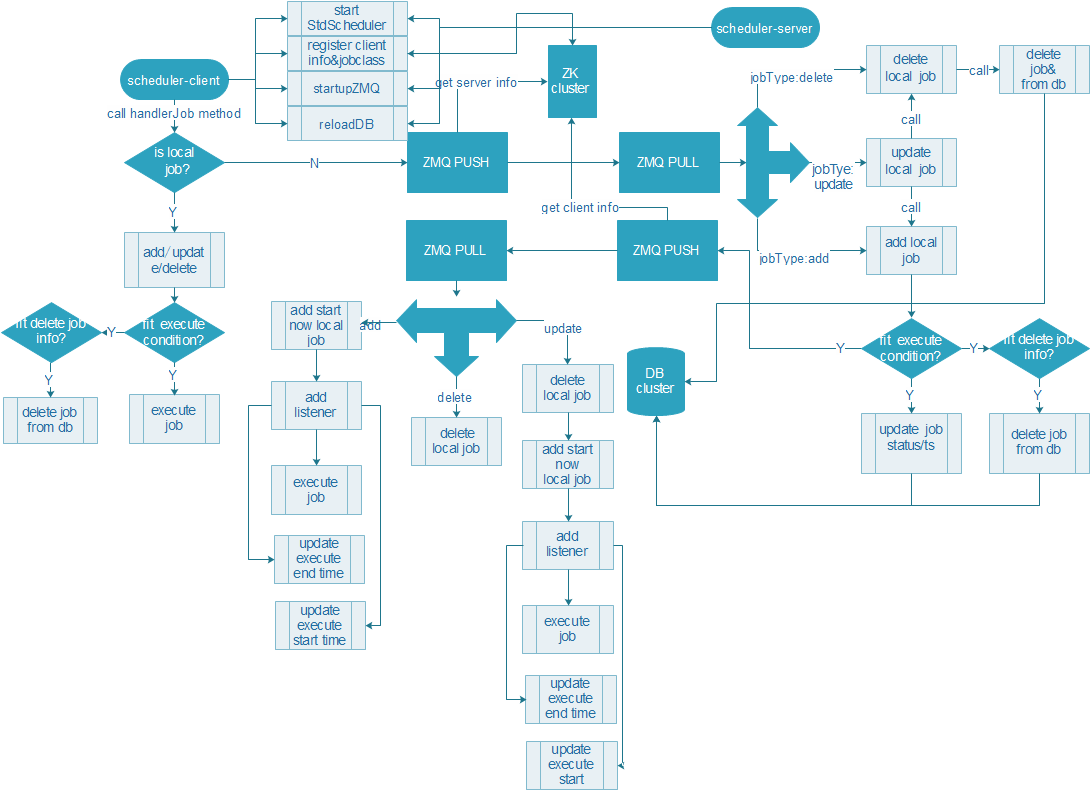 start
StdScheduler
register client
info&jobclass
startupZMQ
reloadDB
scheduler-client
scheduler-server
ZK
cluster
get server info
call handlerJob method
is local
job?
N
ZMQ PUSH
ZMQ PULL
jobType:delete
delete
local job
call
delete
job&
from db
call
update
local job
jobTye:
update
call
add local
job
jobType:add
get client info
ZMQ PULL
ZMQ PUSH
Y
add/updat
e/delete
fit execute
condition?
Y
fit delete job
info?
Y
delete job
from db
Y
execute
job
add start
now local
job
add
update
delete
delete
local job
add
listener
execute
job
update
execute
end time
update
execute
start time
delete
local job
add start
now
local job
add
listener
execute
job
update
execute
end time
update
execute
start
DB
cluster
Y
fit execute
condition?
Y
fit delete job
info?
Y
Y
update job
status/ts
delete job
from db